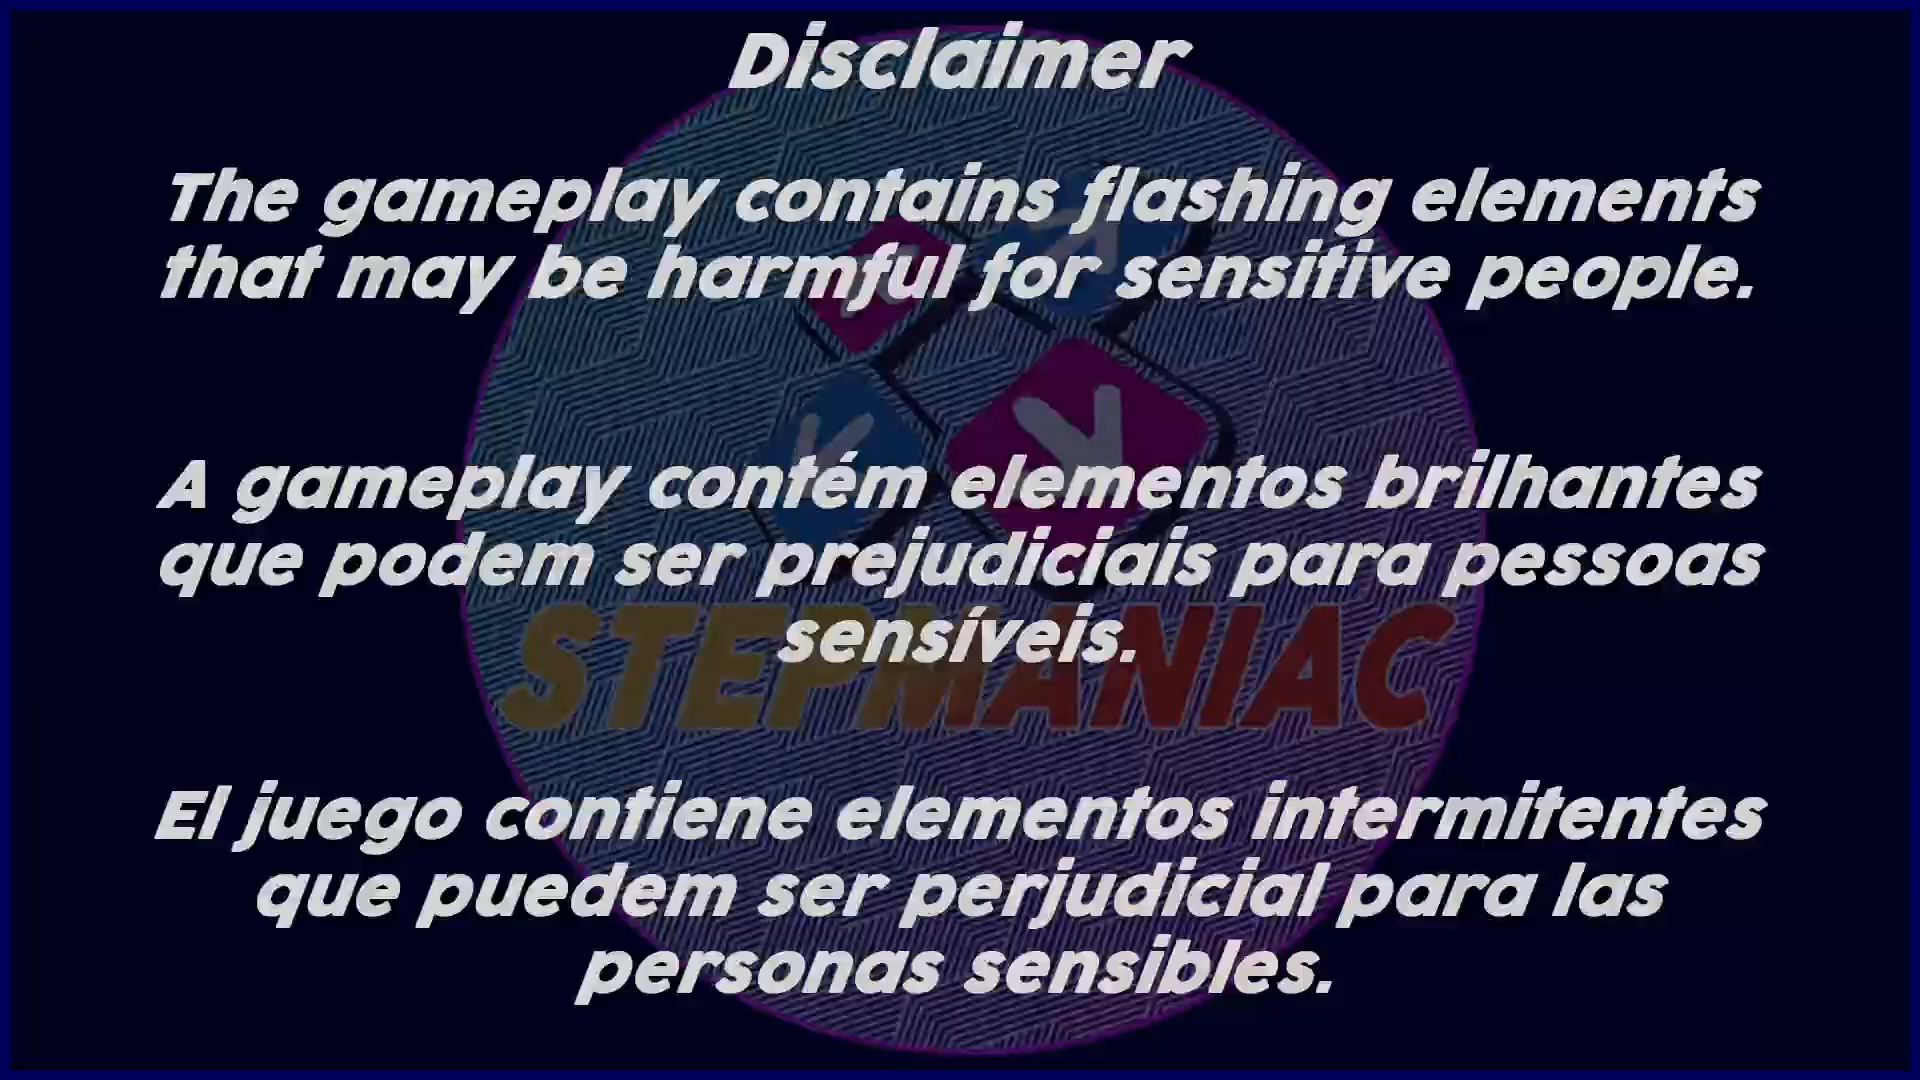 Disclaimer
The gameplay contains flashing elements
that may be harmful for sensitive people.
A gameplay contém elementos brilhantes
que podem ser prejudiciais para pessoas
sensíveis.
STEPMANIAC
El juego contiene elementos intermitentes
que puedem ser perjudicial para las
personas sensibles.